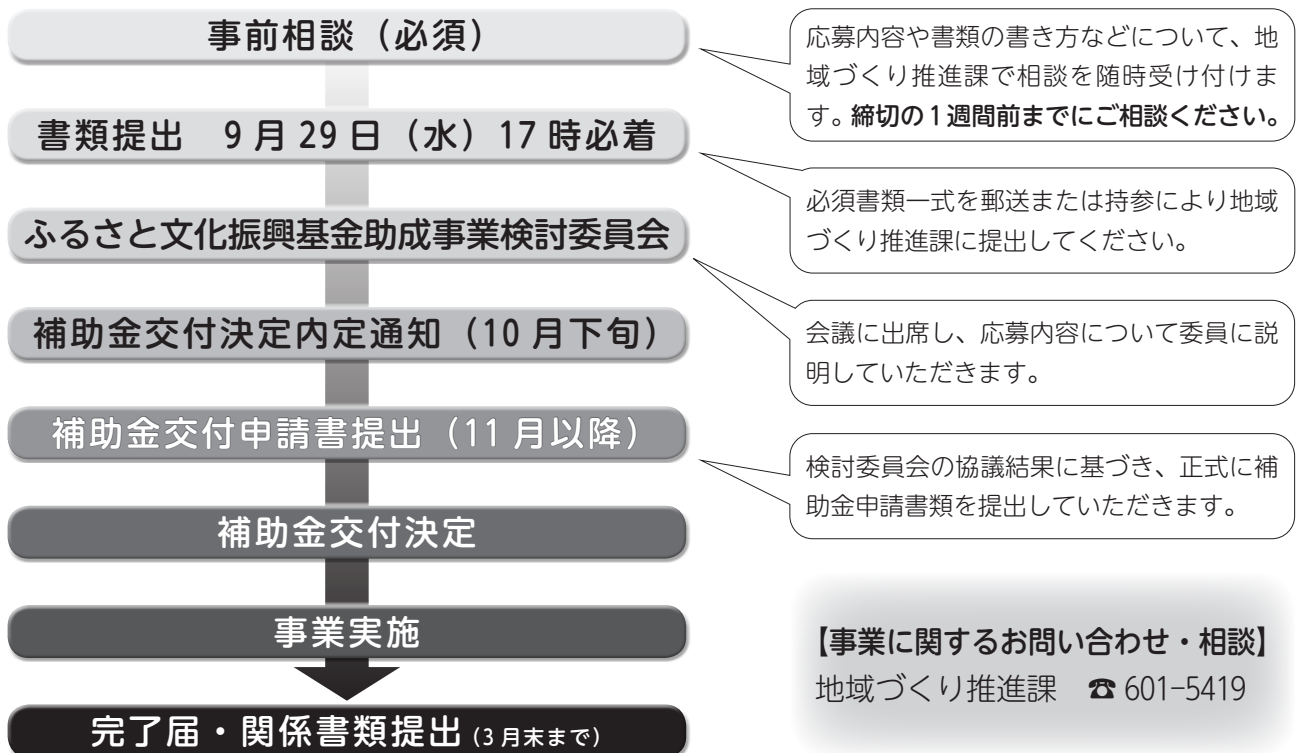 事前相談（必須）
応募内容や書類の書き方などについて、地
域づくり推進課で相談を随時受け付けま
す。締切の1週間前までにご相談ください。
書類提出　9月29日（水）17時必着
必須書類一式を郵送または持参により地域
づくり推進課に提出してください。
ふるさと文化振興基金助成事業検討委員会
会議に出席し、応募内容について委員に説
明していただきます。
補助金交付決定内定通知（10月下旬）
補助金交付申請書提出（11月以降）
検討委員会の協議結果に基づき、正式に補
助金申請書類を提出していただきます。
補助金交付決定
事業実施
完了届・関係書類提出（3月末まで）
【事業に関するお問い合わせ・相談】
地域づくり推進課　☎601-5419